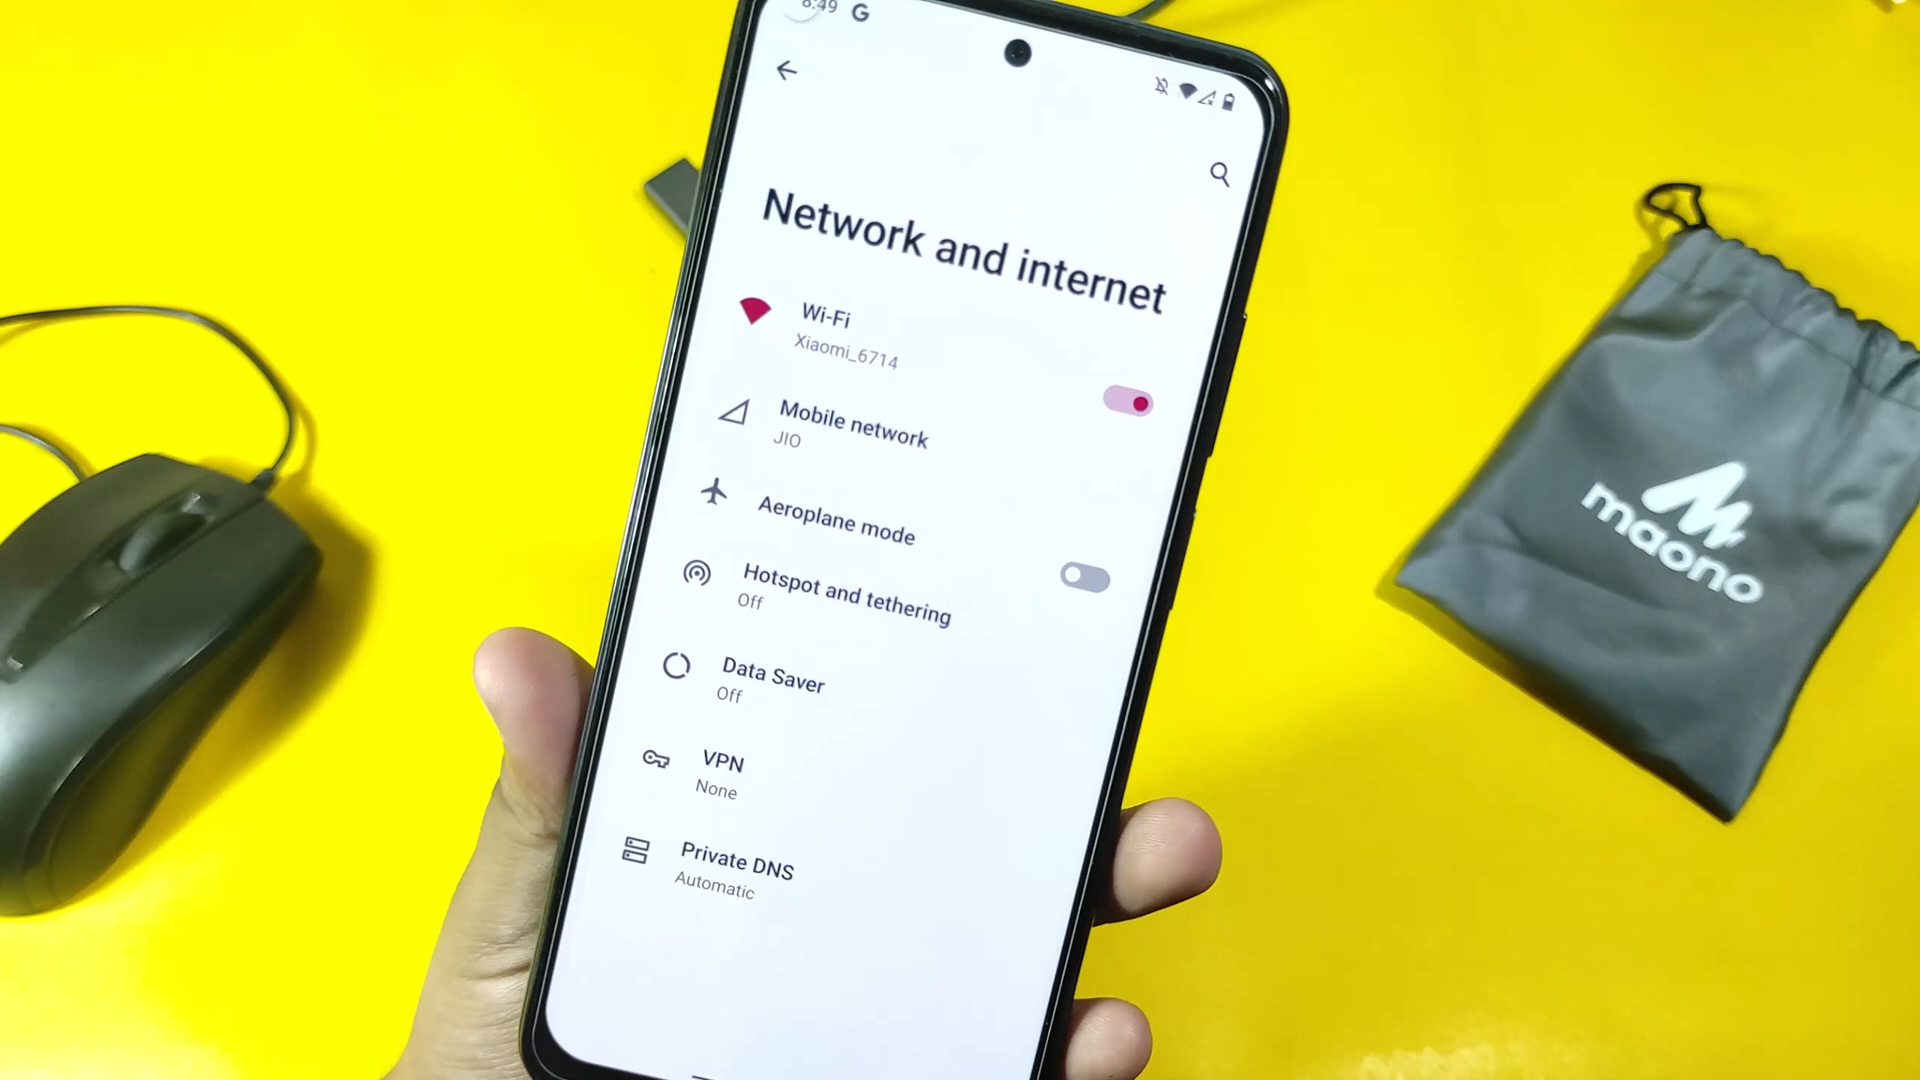 8:49 G
Network and internet
Wi-Fi
Xiaomi_6714
Mobile network
JIO
Aeroplane mode
Hotspot and tethering
Off
Data Saver
Off
VPN
None
Private DNS
Automatic
maono